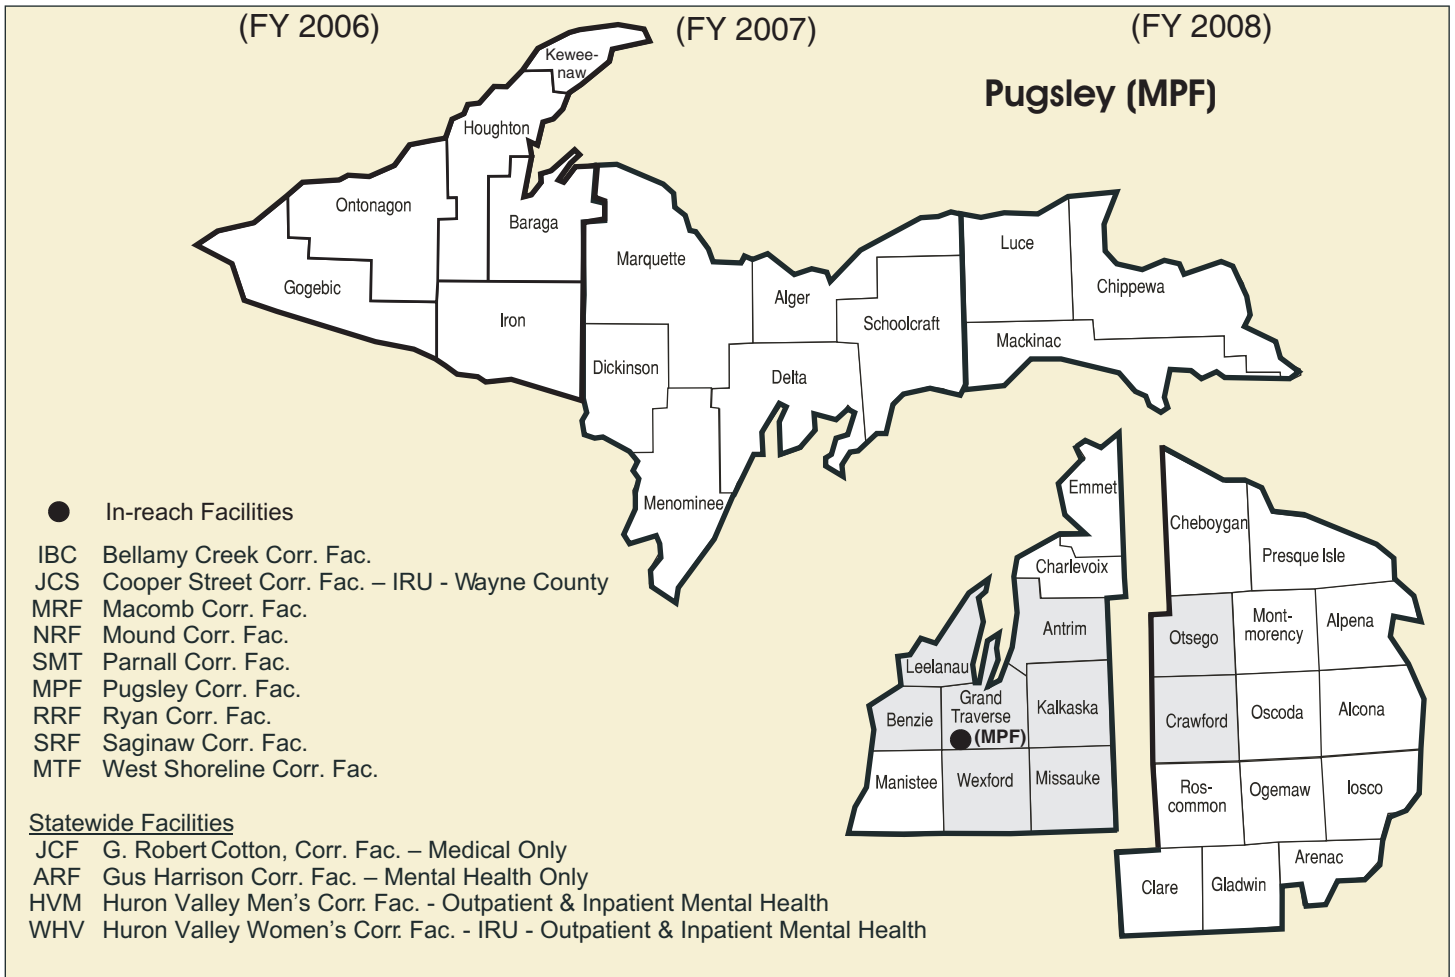 (FY 2006)
(FY 2007)
(FY 2008)
Pugsley (MPF)
Kewee-
naw
Houghton
Ontonagon
Baraga
Gogebic
Iron
Marquette
Alger
Luce
Chippewa
Schoolcraft
Mackinac
Dickinson
Delta
Menominee
Emmet
Charlevoix
Antrim
Leelanau
Benzie
Grand
Traverse
(MPF)
Kalkaska
Manistee
Wexford
Missauke
Cheboygan
Presque Isle
Otsego
Mont-
morency
Alpena
Crawford
Oscoda
Alcona
Ros-
common
Ogemaw
Iosco
Clare
Gladwin
Arenac
In-reach Facilities
IBC Bellamy Creek Corr. Fac.
JCS Cooper Street Corr. Fac. – IRU - Wayne County
MRF Macomb Corr. Fac.
NRF Mound Corr. Fac.
SMT Parnall Corr. Fac.
MPF Pugsley Corr. Fac.
RRF Ryan Corr. Fac.
SRF Saginaw Corr. Fac.
MTF West Shoreline Corr. Fac.
Statewide Facilities
JCF G. Robert Cotton, Corr. Fac. – Medical Only
ARF Gus Harrison Corr. Fac. – Mental Health Only
HVM Huron Valley Men's Corr. Fac. - Outpatient & Inpatient Mental Health
WHV Huron Valley Women's Corr. Fac. - IRU - Outpatient & Inpatient Mental Health